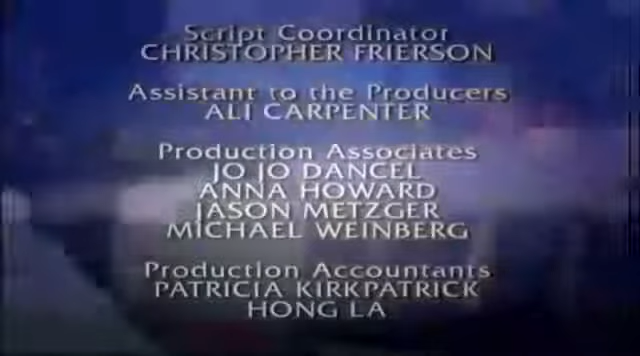 Script Coordinator
CHRISTOPHER FRIERSON
Assistant to the Producers
ALI CARPENTER
Production Associates
JO JO DANCEL
ANNA HOWARD
JASON METZGER
MICHAEL WEINBERG
Production Accountants
PATRICIA KIRKPATRICK
HONG LA